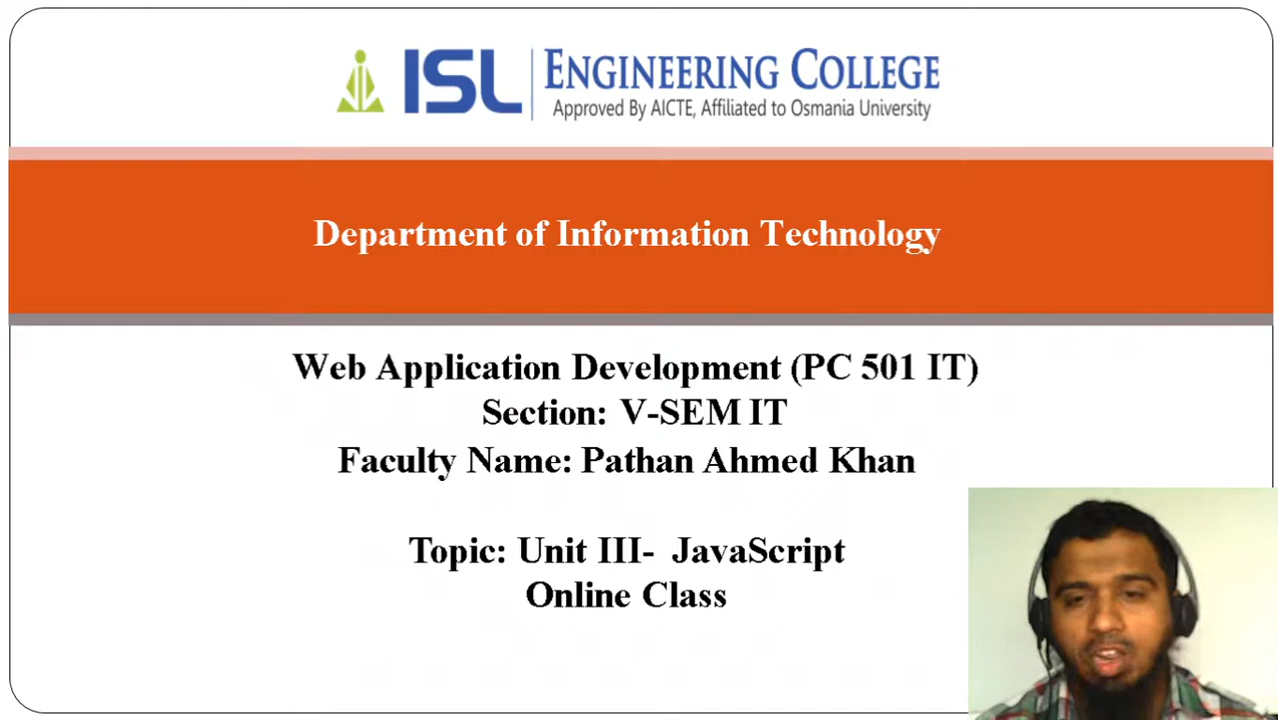 ISL ENGINEERING COLLEGE
Approved By AICTE, Affiliated to Osmania University
Department of Information Technology
Web Application Development (PC 501 IT)
Section: V-SEM IT
Faculty Name: Pathan Ahmed Khan
Topic: Unit III- JavaScript
Online Class